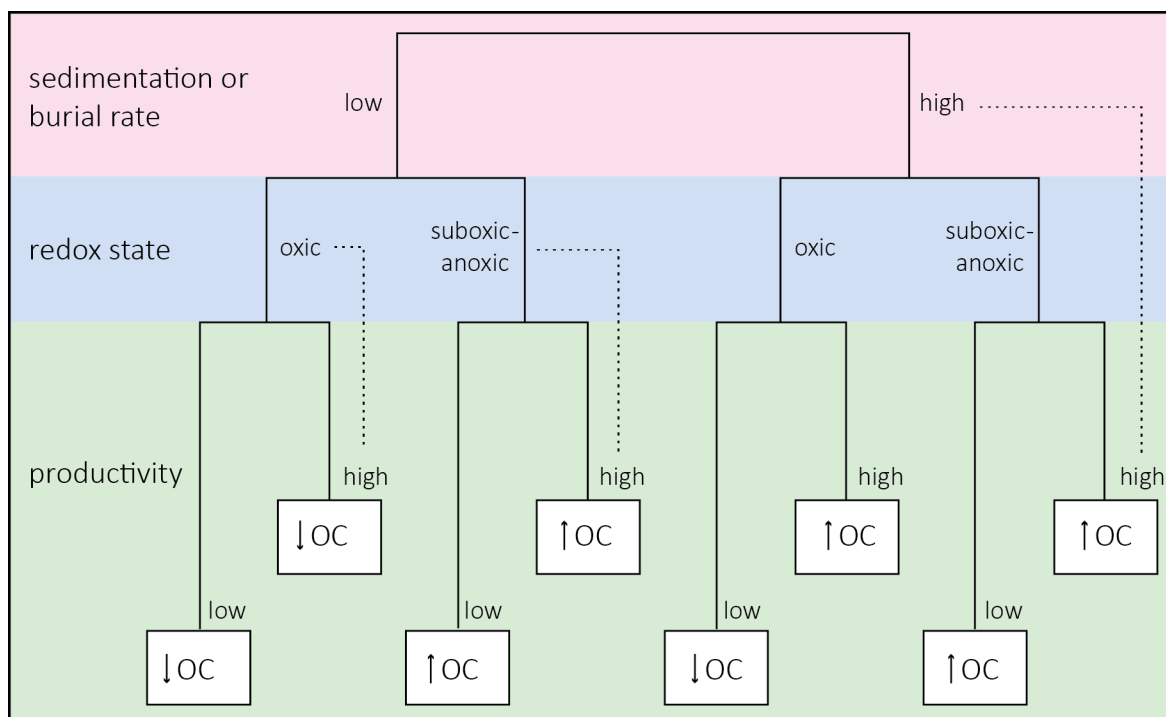 sedimentation or
burial rate
low
high
redox state
oxic
suboxic-
anoxic
oxic
suboxic-
anoxic
productivity
high
high
high
high
↓OC
↑OC
↑OC
↑OC
low
low
low
low
↓OC
↑OC
↓OC
↑OC